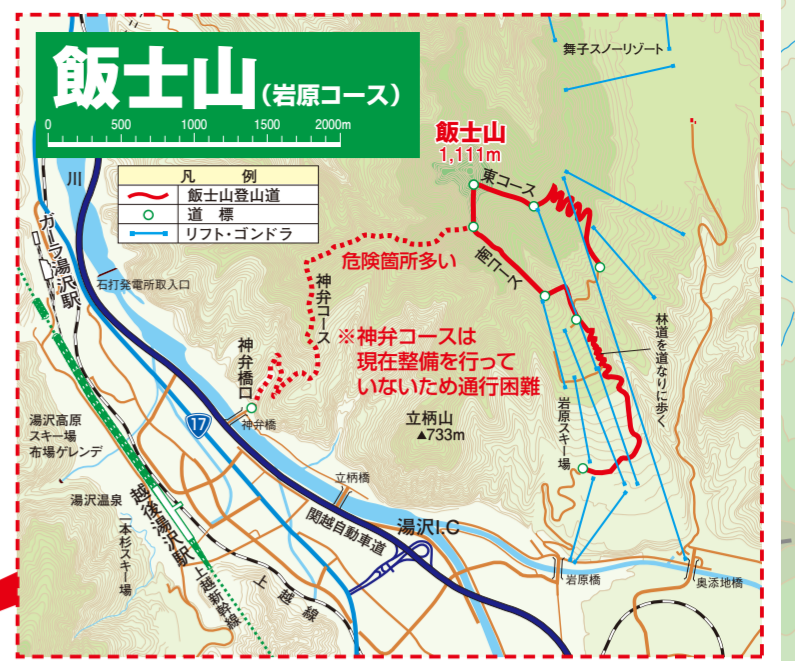 飯士山(岩原コース)
0 500 1000 1500 2000m
凡例
飯士山登山道
道標
リフト・ゴンドラ
舞子スノーリゾート
飯士山
1,111m
東コース
南コース
危険箇所多い
神弁コース
※神弁コースは
現在整備を行って
いないため通行困難
林道を道なりに歩く
川
ガーラ湯沢駅
石打発電所取入口
神弁橋口
神弁橋
17
湯沢高原
スキー場
布場ゲレンデ
立柄山
▲733m
岩原スキー場
立柄橋
湯沢温泉
越後湯沢駅
二本杉スキー場
関越自動車道
湯沢I.C
上越新幹線
上越線
岩原橋
奥添地橋